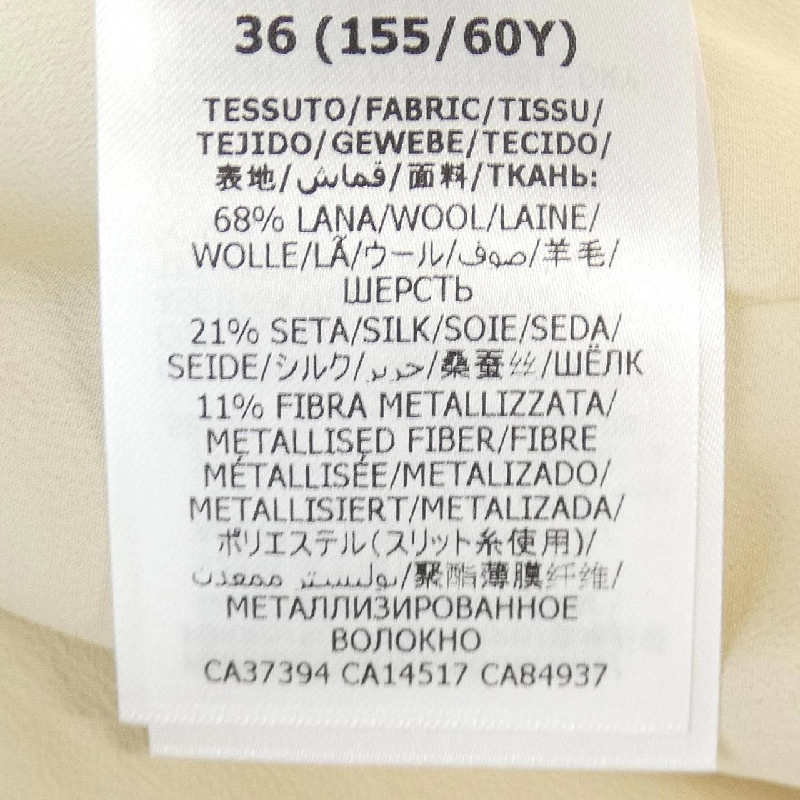 36 (155/60Y)
TESSUTO/FABRIC/TISSU/
TEJIDO/GEWEBE/TECIDO/
表地/قماش/面料/ТКАНЬ:
68% LANA/WOOL/LAINE/
WOLLE/LÃ/ウール/صوف/羊毛/
ШЕРСТЬ
21% SETA/SILK/SOIE/SEDA/
SEIDE/シルク/حرير/桑蚕丝/ШЁЛК
11% FIBRA METALLIZZATA/
METALLISED FIBER/FIBRE
MÉTALLISÉE/METALIZADO/
METALLISIERT/METALIZADA/
ポリエステル(スリット糸使用)/
بوليستر ممعدن/聚酯薄膜纤维/
МЕТАЛЛИЗИРОВАННОЕ
ВОЛОКНО
CA37394 CA14517 CA84937